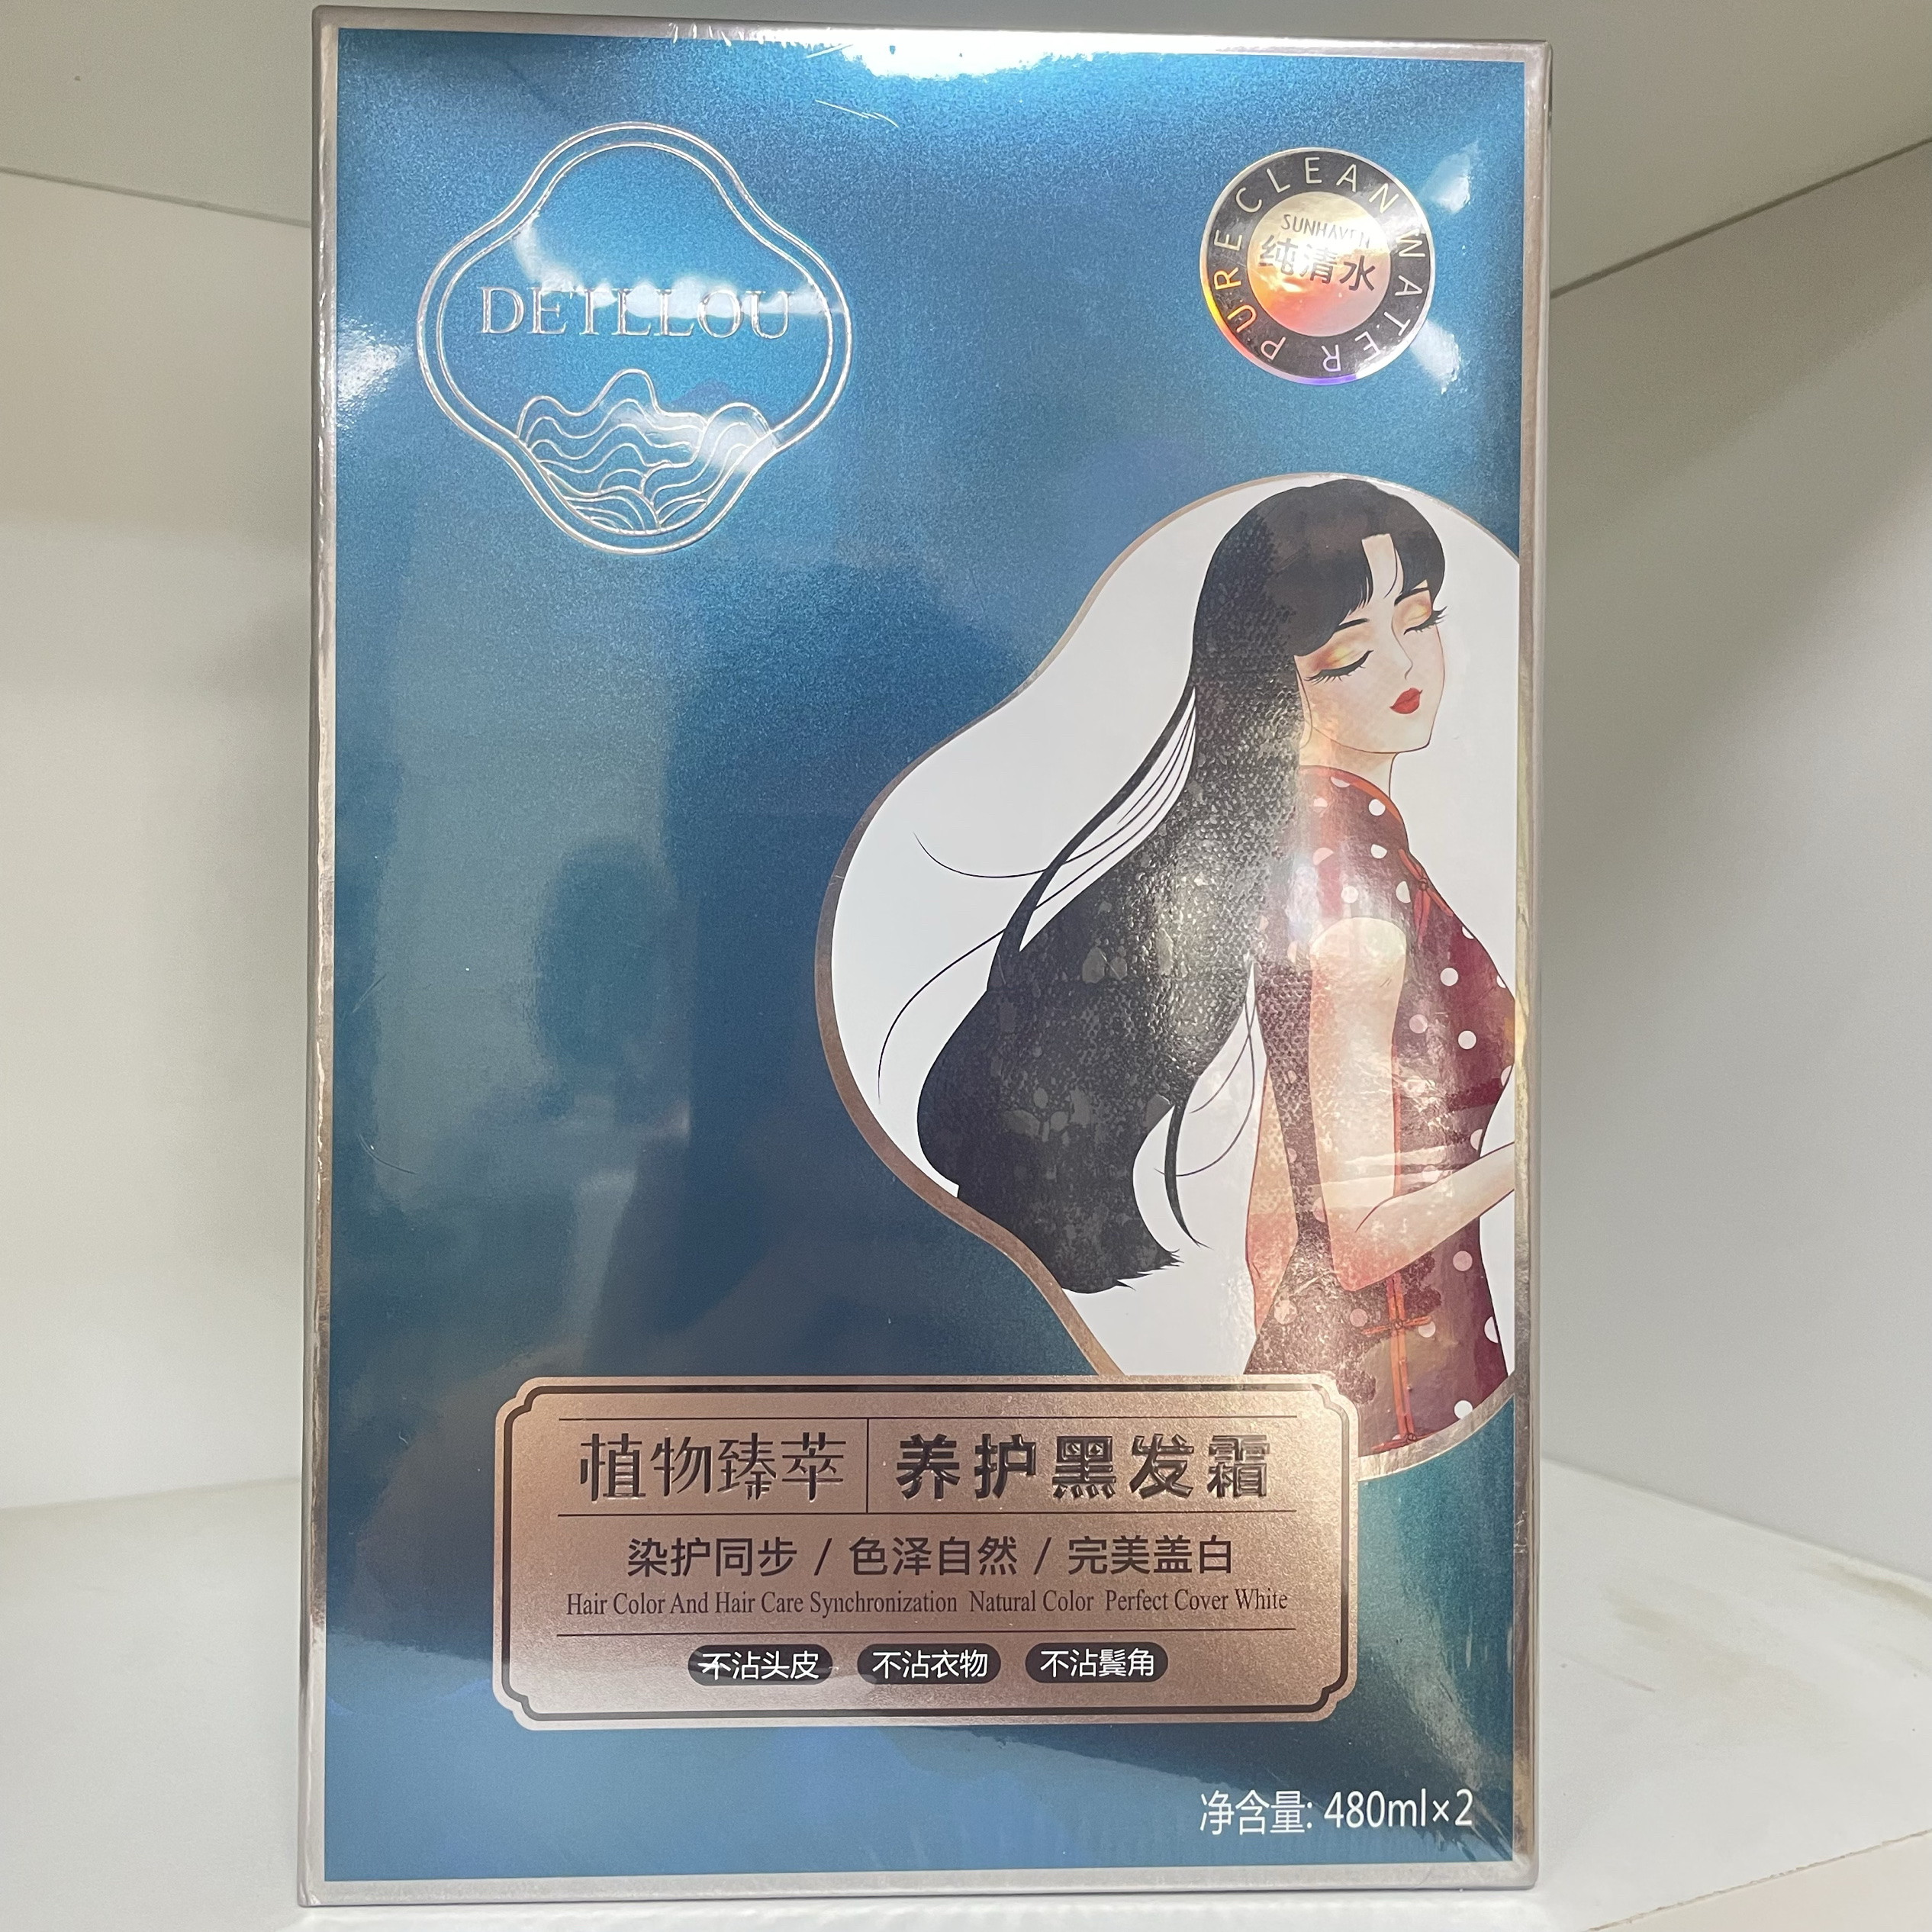 DETLLOU
PURE CLEAN WATER
SUNHAVEN
纯清水
植物臻萃 养护黑发霜
染护同步 / 色泽自然 / 完美盖白
Hair Color And Hair Care Synchronization Natural Color Perfect Cover White
不沾头皮 不沾衣物 不沾鬓角
净含量: 480ml×2